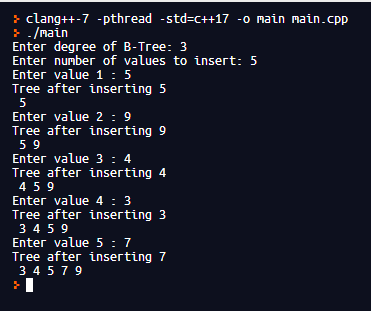 > clang++-7 -pthread -std=c++17 -o main main.cpp
> ./main
Enter degree of B-Tree: 3
Enter number of values to insert: 5
Enter value 1 : 5
Tree after inserting 5
 5
Enter value 2 : 9
Tree after inserting 9
 5 9
Enter value 3 : 4
Tree after inserting 4
 4 5 9
Enter value 4 : 3
Tree after inserting 3
 3 4 5 9
Enter value 5 : 7
Tree after inserting 7
 3 4 5 7 9
>